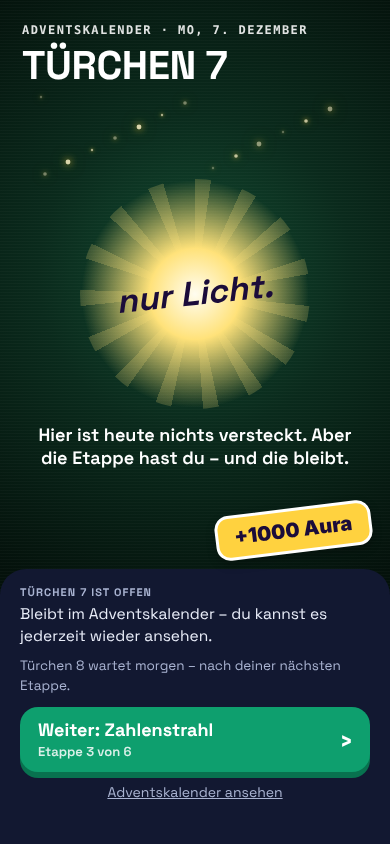 ADVENTSKALENDER · MO, 7. DEZEMBER
TÜRCHEN 7
nur Licht.
Hier ist heute nichts versteckt. Aber
die Etappe hast du – und die bleibt.
+1000 Aura
TÜRCHEN 7 IST OFFEN
Bleibt im Adventskalender – du kannst es
jederzeit wieder ansehen.
Türchen 8 wartet morgen – nach deiner nächsten
Etappe.
Weiter: Zahlenstrahl
Etappe 3 von 6
>
Adventskalender ansehen